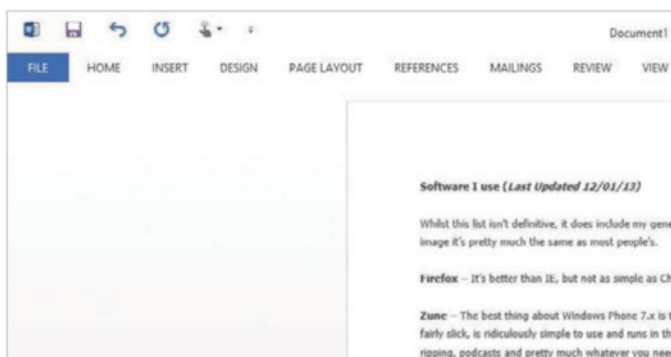 Document1
FILE HOME INSERT DESIGN PAGE LAYOUT REFERENCES MAILINGS REVIEW VIEW
Software I use (Last Updated 12/01/13)
Whilst this list isn't definitive, it does include my gene
image it's pretty much the same as most people's.
Firefox – It's better than IE, but not as simple as Ch
Zune – The best thing about Windows Phone 7.x is t
fairly slick, is ridiculously simple to use and runs in th
ripping, podcasts and pretty much whatever you need